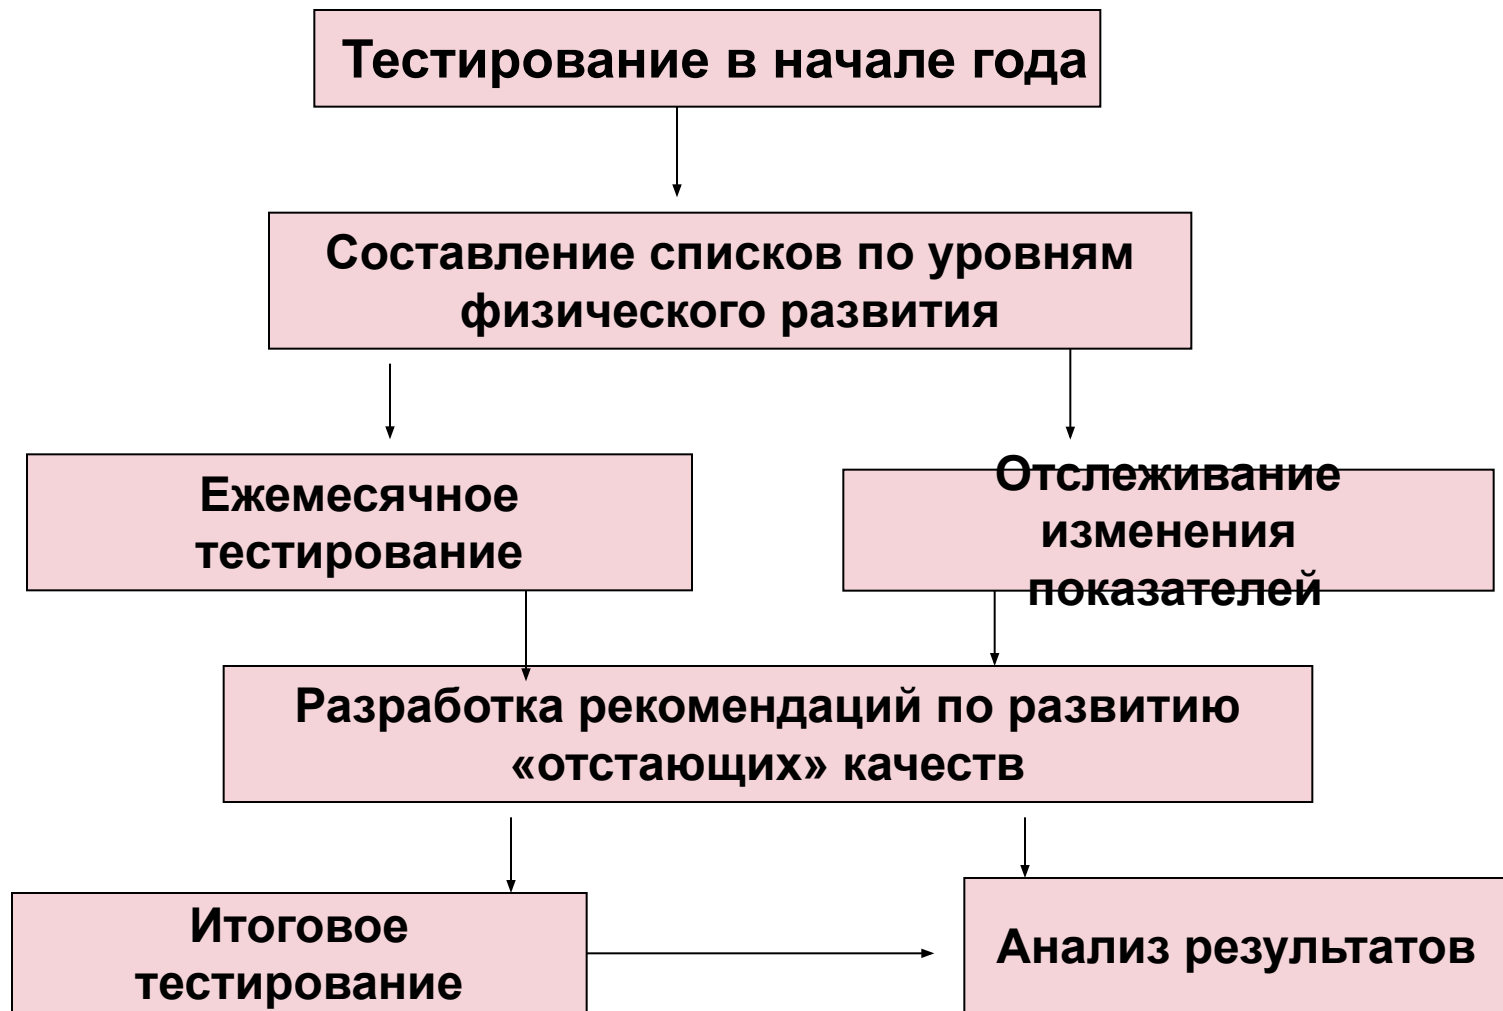 Тестирование в начале года
Составление списков по уровням
физического развития
Ежемесячное
тестирование
Отслеживание
изменения
показателей
Разработка рекомендаций по развитию
«отстающих» качеств
Итоговое
тестирование
Анализ результатов